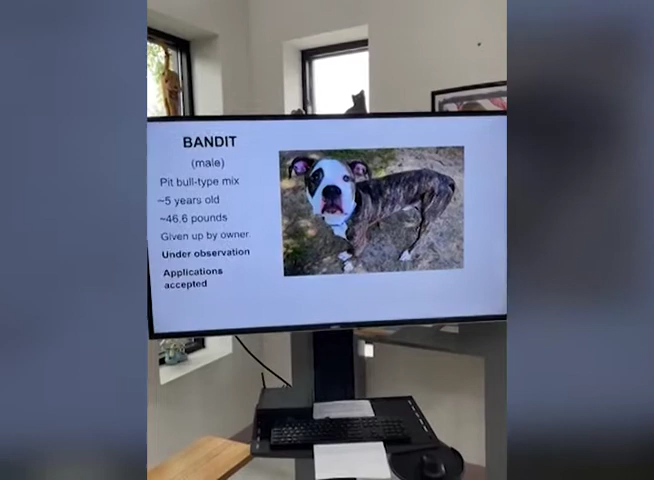 BANDIT
(male)
Pit bull-type mix
~5 years old
~46.6 pounds
Given up by owner.
Under observation
Applications
accepted